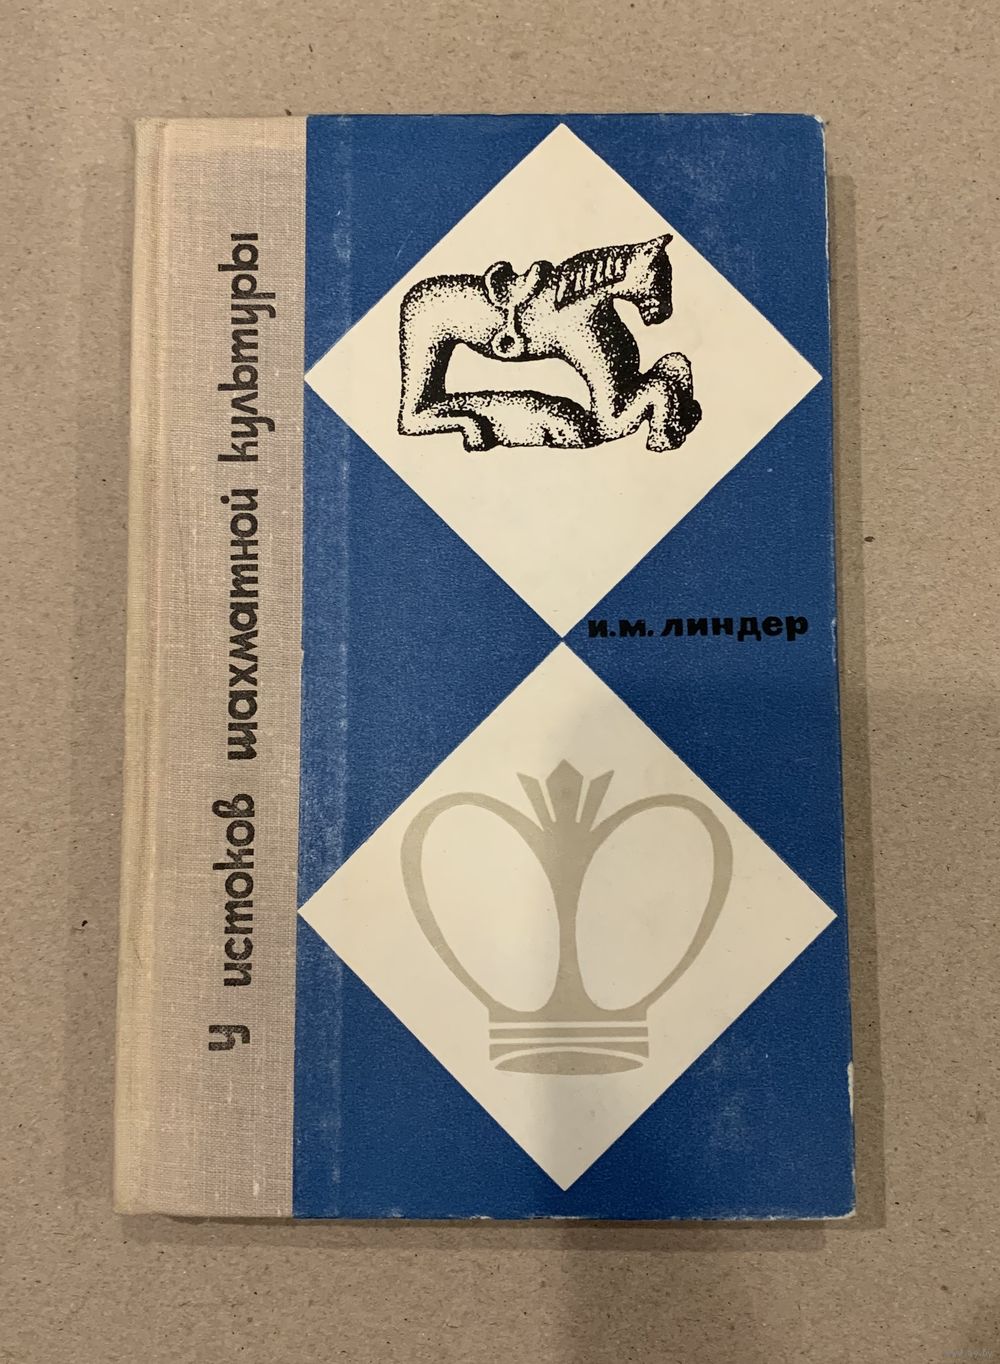 у истоков шахматной культуры
и.м. линдер